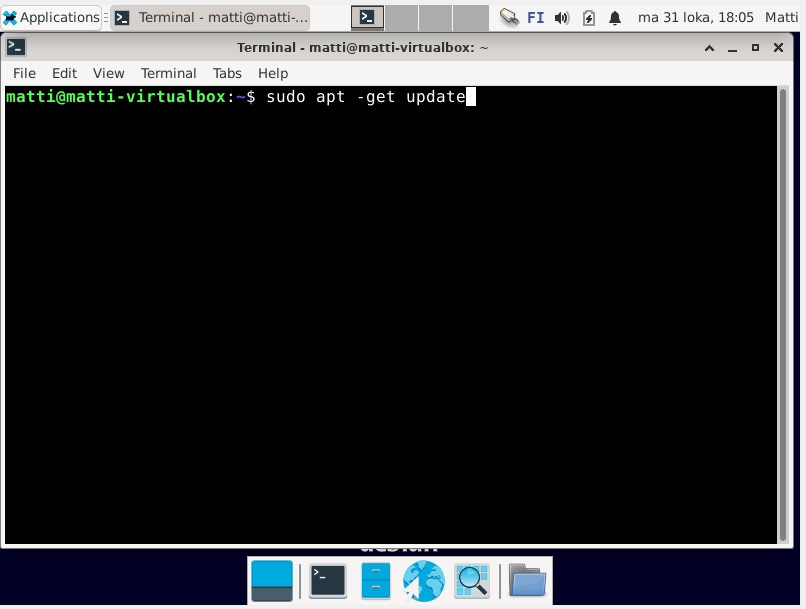 Applications
Terminal - matti@matti-...
FI
ma 31 loka, 18:05
Matti
Terminal - matti@matti-virtualbox: ~
File Edit View Terminal Tabs Help
matti@matti-virtualbox:~$ sudo apt -get update